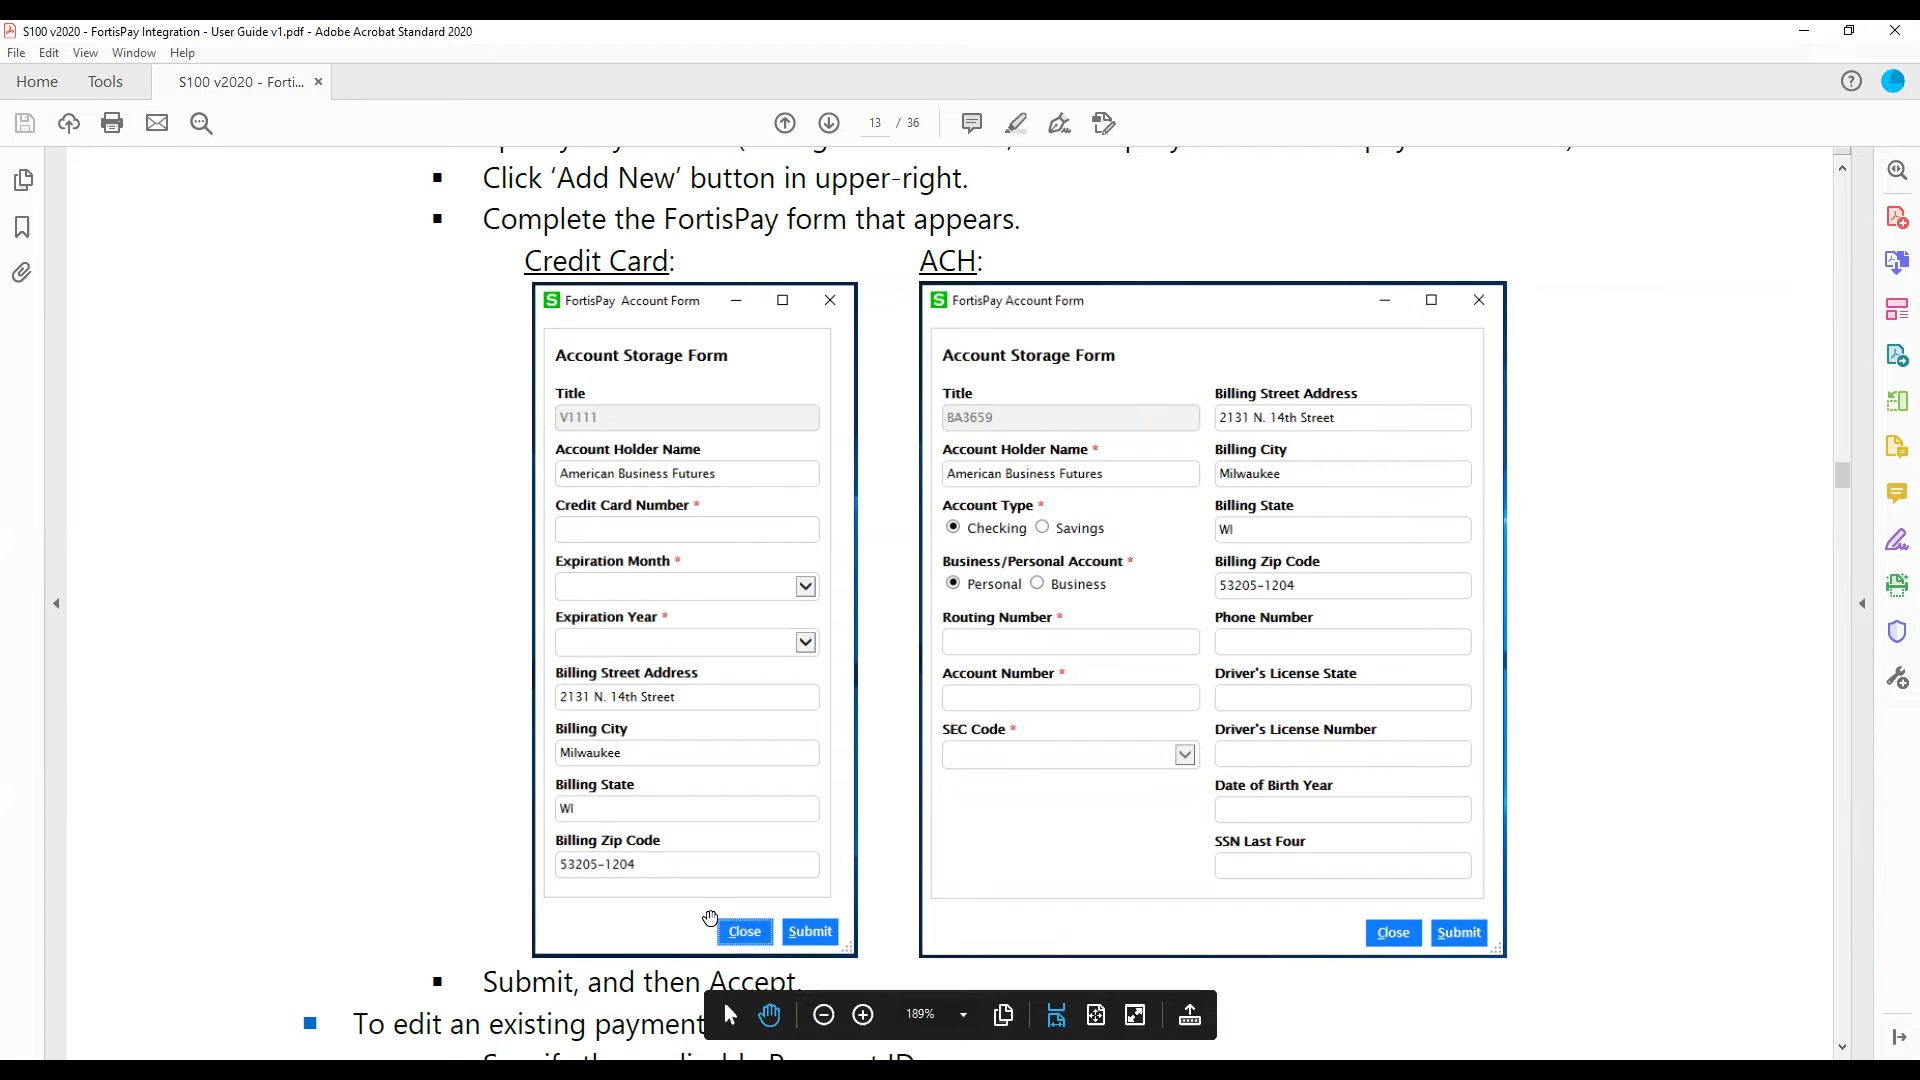 S100 v2020 - FortisPay Integration - User Guide v1.pdf - Adobe Acrobat Standard 2020
File Edit View Window Help
Home Tools S100 v2020 - Forti... ×
13 / 36
Click ‘Add New’ button in upper-right.
Complete the FortisPay form that appears.
Credit Card:
FortisPay Account Form
Account Storage Form
Title
V1111
Account Holder Name
American Business Futures
Credit Card Number *
Expiration Month *
Expiration Year *
Billing Street Address
2131 N. 14th Street
Billing City
Milwaukee
Billing State
WI
Billing Zip Code
53205-1204
Close Submit
ACH:
FortisPay Account Form
Account Storage Form
Title
BA3659
Account Holder Name *
American Business Futures
Account Type *
Checking Savings
Business/Personal Account *
Personal Business
Routing Number *
Account Number *
SEC Code *
Billing Street Address
2131 N. 14th Street
Billing City
Milwaukee
Billing State
WI
Billing Zip Code
53205-1204
Phone Number
Driver's License State
Driver's License Number
Date of Birth Year
SSN Last Four
Close Submit
Submit, and then Accept.
To edit an existing payment
189%